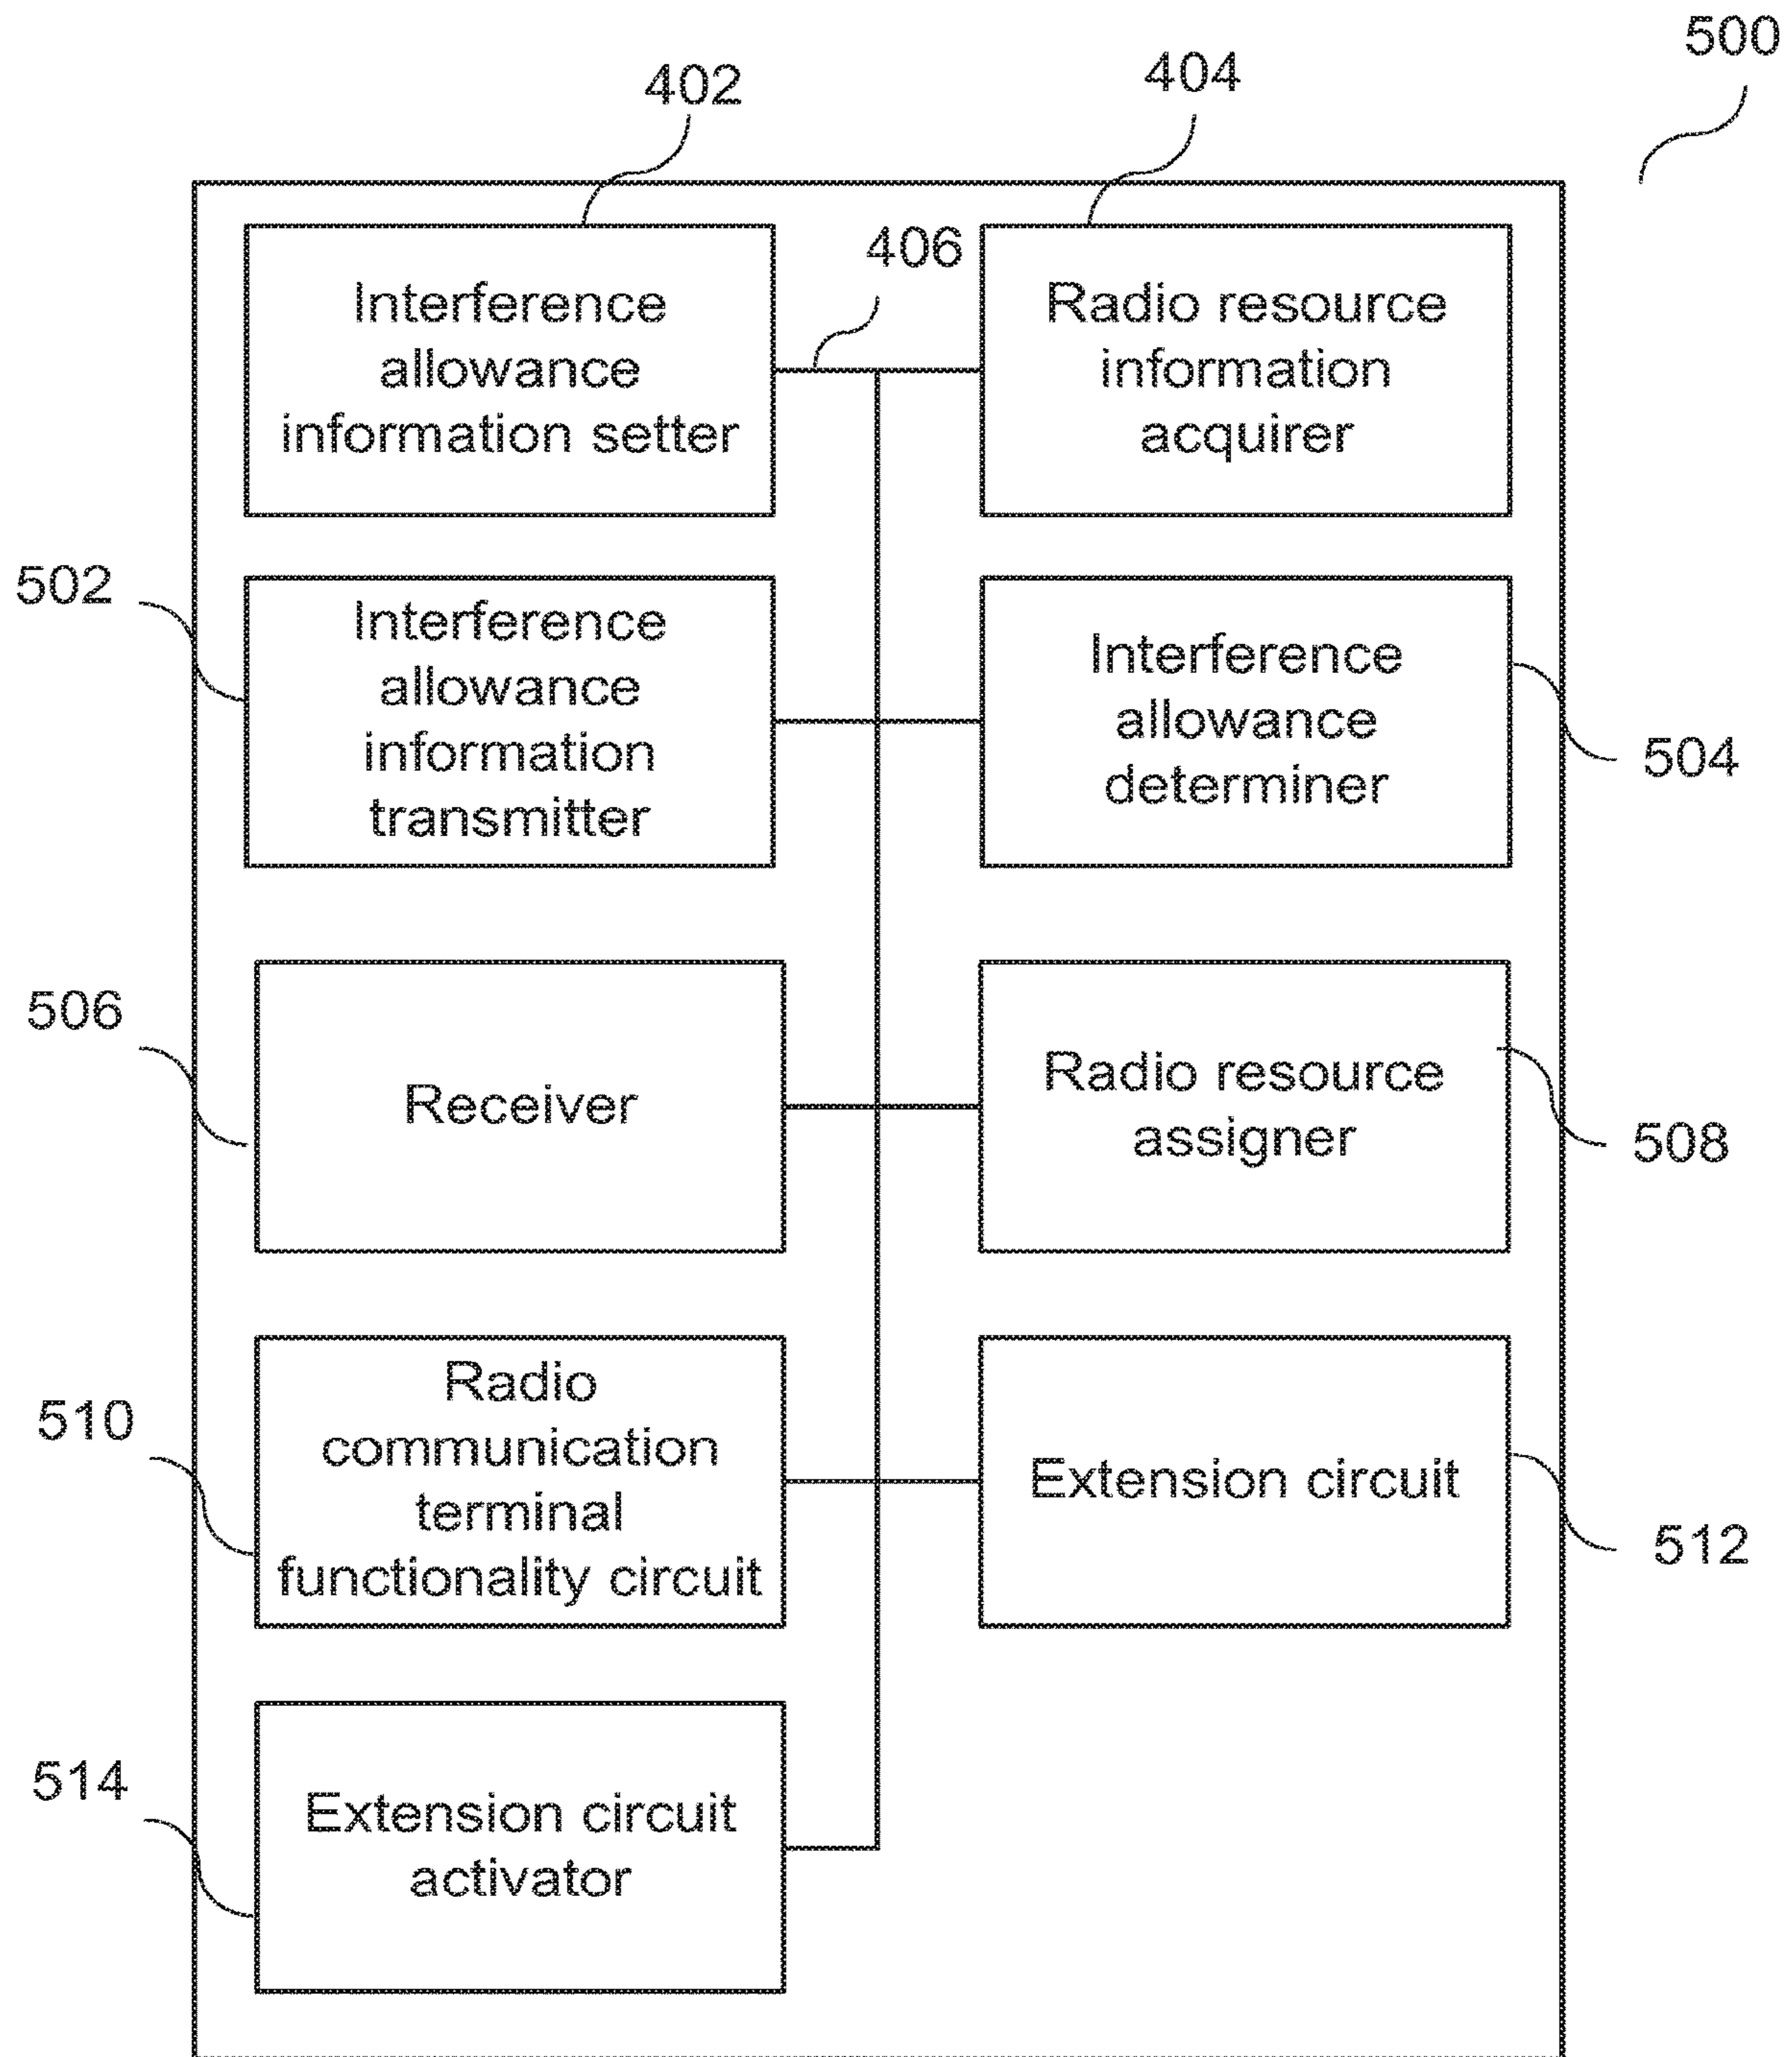 500
402
404
406
Interference
allowance
information setter
Radio resource
information
acquirer
502
Interference
allowance
information
transmitter
Interference
allowance
determiner
504
506
Receiver
Radio resource
assigner
508
510
Radio
communication
terminal
functionality circuit
Extension circuit
512
514
Extension circuit
activator